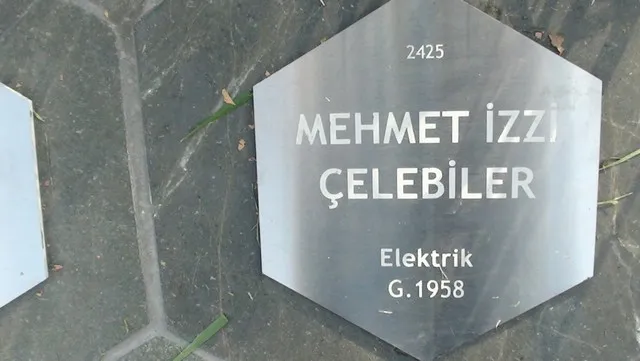 2425
MEHMET İZZİ
ÇELEBİLER
Elektrik
G.1958